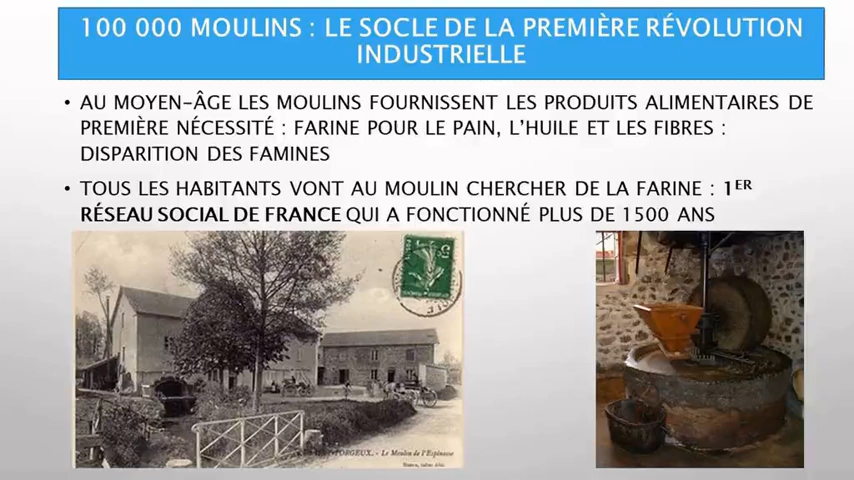 100 000 MOULINS : LE SOCLE DE LA PREMIÈRE RÉVOLUTION
INDUSTRIELLE
• AU MOYEN-ÂGE LES MOULINS FOURNISSENT LES PRODUITS ALIMENTAIRES DE
PREMIÈRE NÉCESSITÉ : FARINE POUR LE PAIN, L'HUILE ET LES FIBRES :
DISPARITION DES FAMINES
• TOUS LES HABITANTS VONT AU MOULIN CHERCHER DE LA FARINE : 1ER
RÉSEAU SOCIAL DE FRANCE QUI A FONCTIONNÉ PLUS DE 1500 ANS
Le Moulin de l'Espinasse